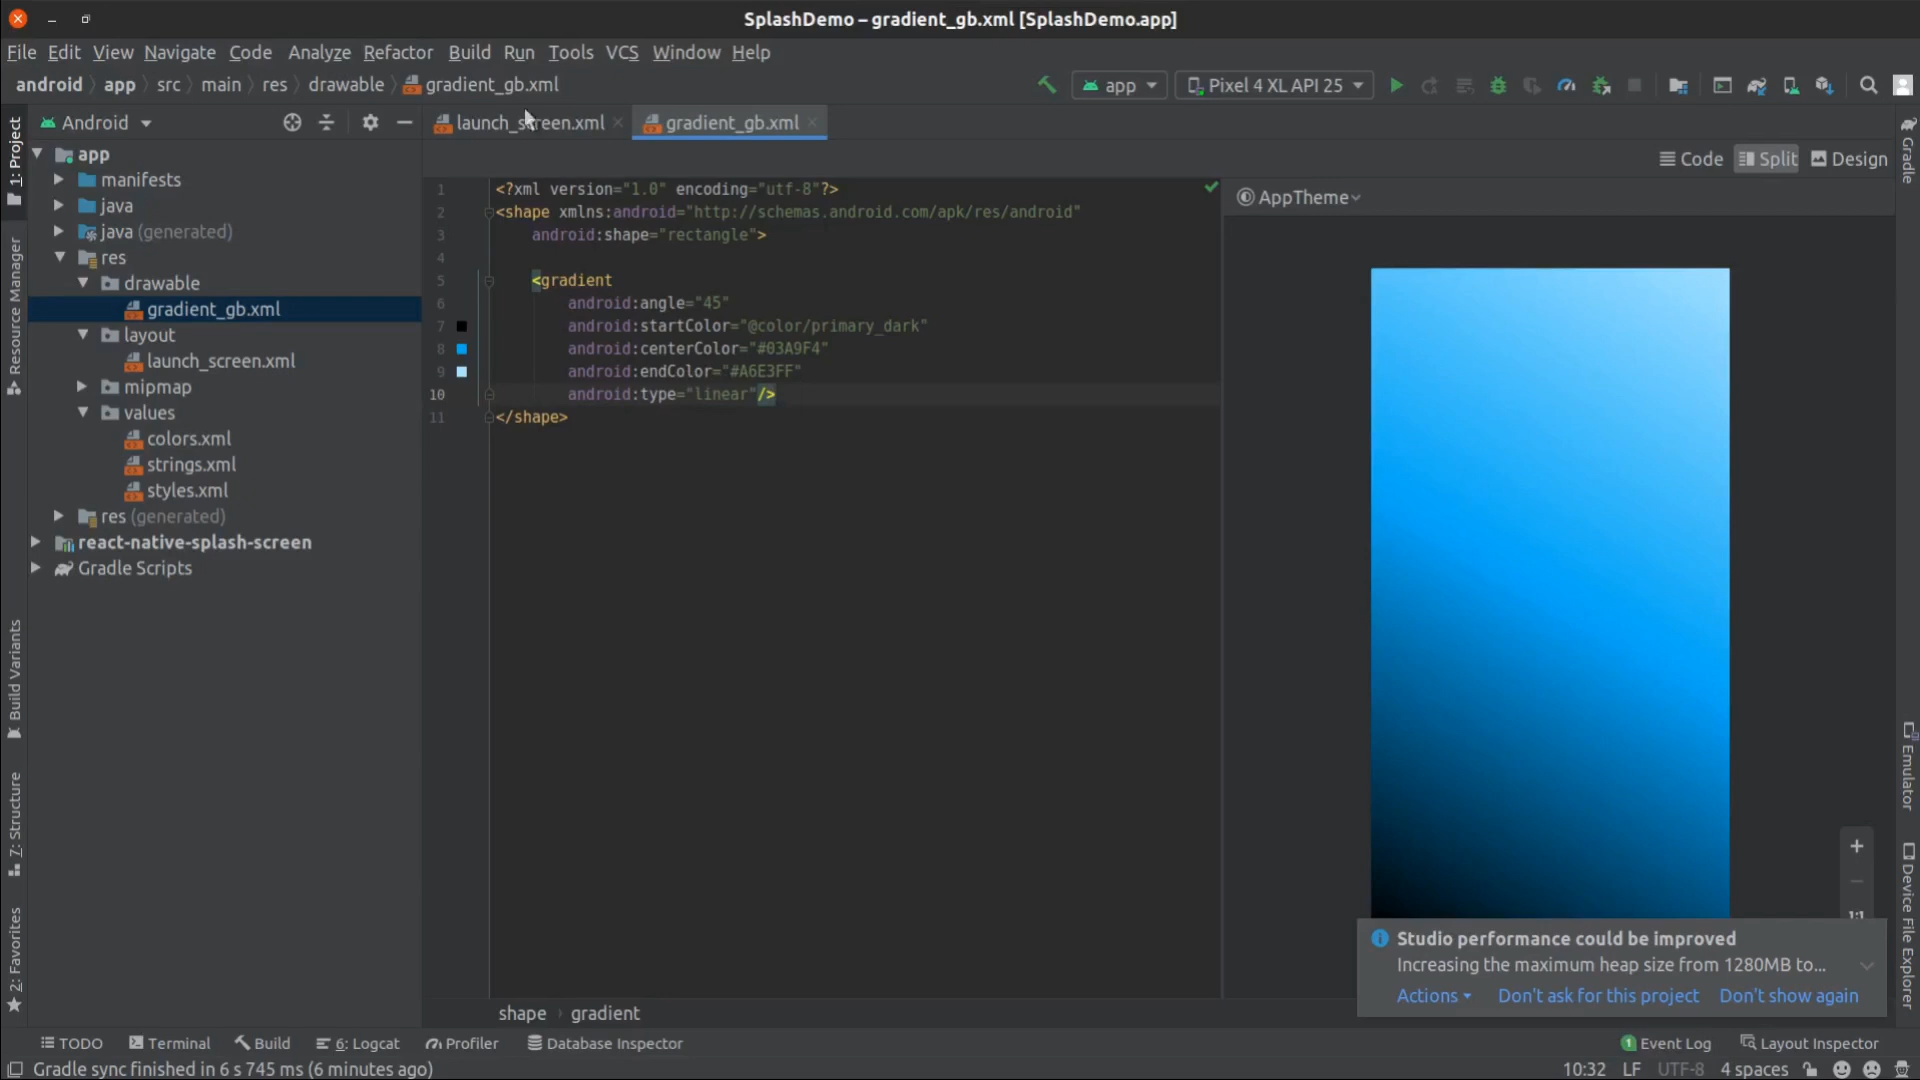 SplashDemo – gradient_gb.xml [SplashDemo.app]
File Edit View Navigate Code Analyze Refactor Build Run Tools VCS Window Help
android app src main res drawable gradient_gb.xml
app Pixel 4 XL API 25
Android
launch_screen.xml gradient_gb.xml
Code Split Design
AppTheme
1: Project
Resource Manager
Build Variants
7: Structure
2: Favorites
app
manifests
java
java (generated)
res
drawable
gradient_gb.xml
layout
launch_screen.xml
mipmap
values
colors.xml
strings.xml
styles.xml
res (generated)
react-native-splash-screen
Gradle Scripts
1 <?xml version="1.0" encoding="utf-8"?>
2 <shape xmlns:android="http://schemas.android.com/apk/res/android"
3 android:shape="rectangle">
4
5 <gradient
6 android:angle="45"
7 android:startColor="@color/primary_dark"
8 android:centerColor="#03A9F4"
9 android:endColor="#A6E3FF"
10 android:type="linear"/>
11 </shape>
Gradle
Emulator
Device File Explorer
1:1
Studio performance could be improved
Increasing the maximum heap size from 1280MB to...
Actions Don't ask for this project Don't show again
shape gradient
TODO Terminal Build 6: Logcat Profiler Database Inspector 1 Event Log Layout Inspector
Gradle sync finished in 6 s 745 ms (6 minutes ago) 10:32 LF UTF-8 4 spaces